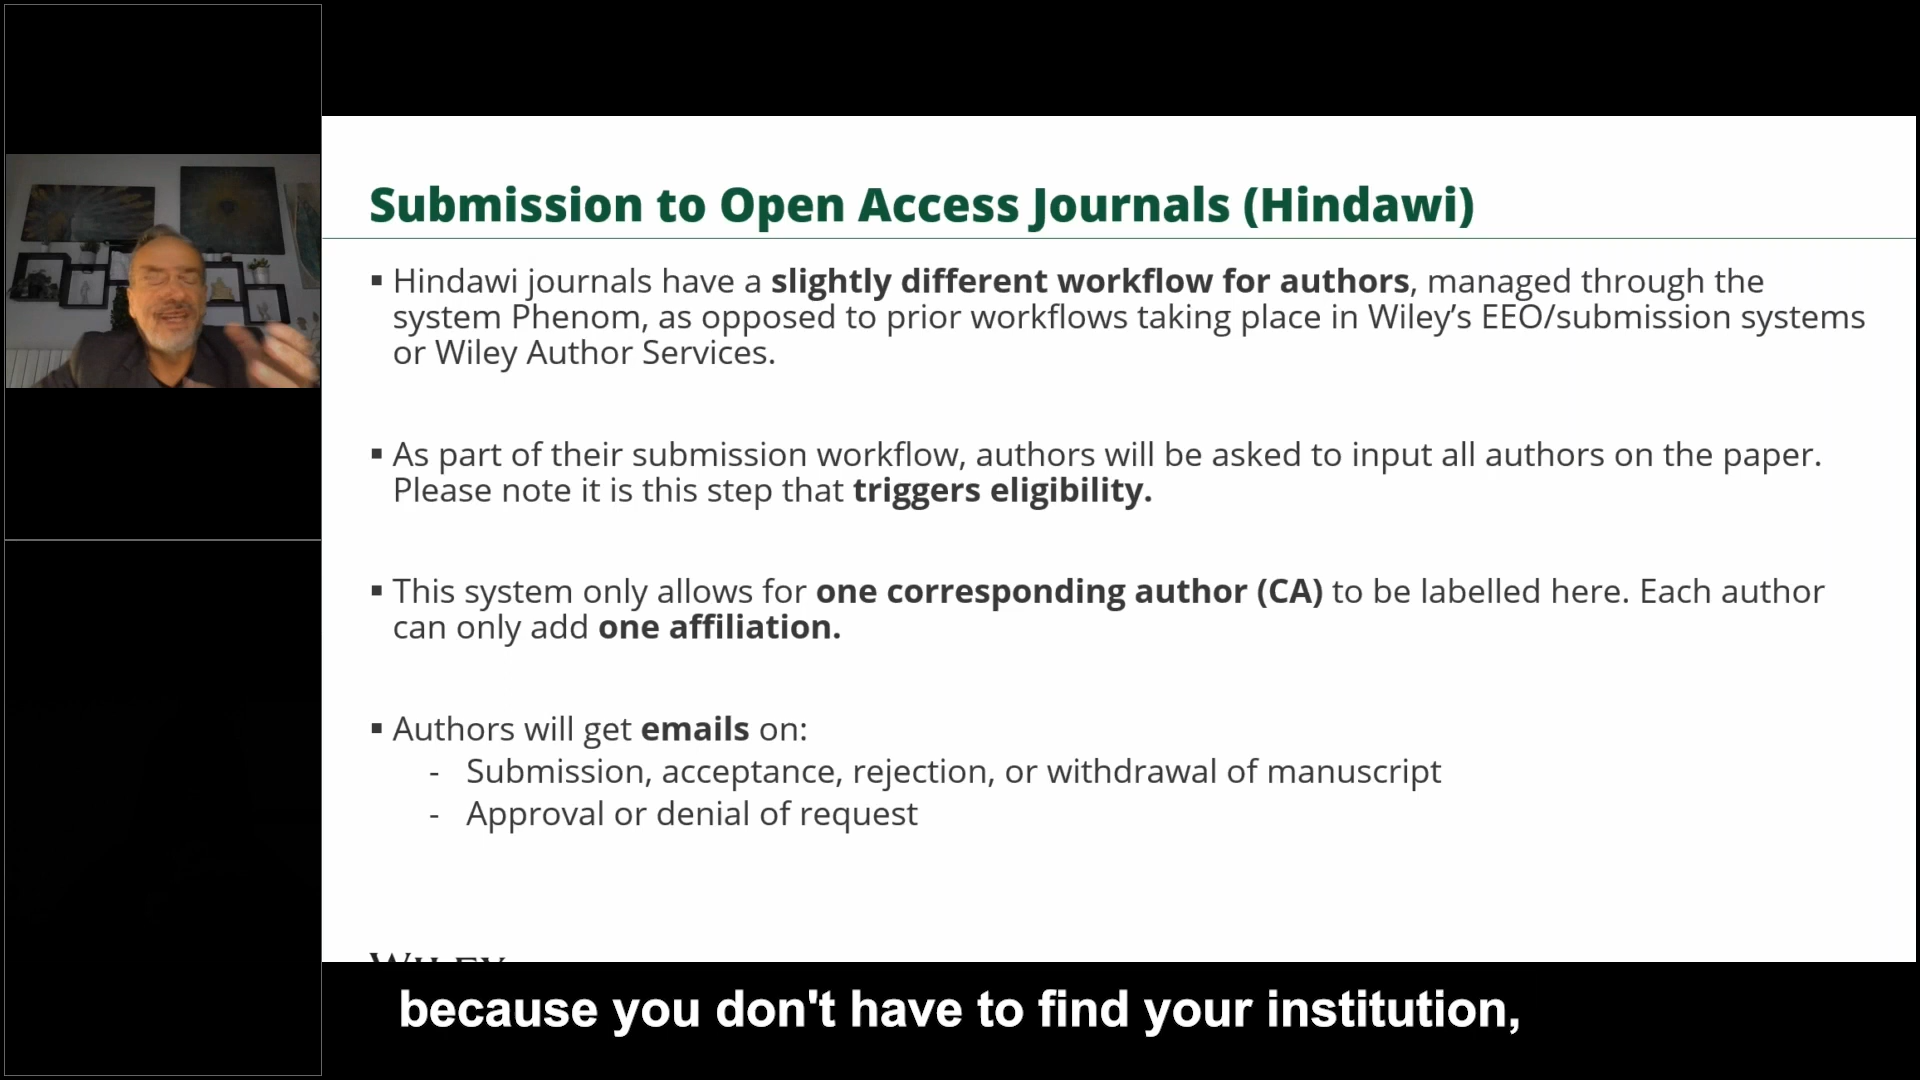 Submission to Open Access Journals (Hindawi)
▪ Hindawi journals have a slightly different workflow for authors, managed through the
system Phenom, as opposed to prior workflows taking place in Wiley’s EEO/submission systems
or Wiley Author Services.
▪ As part of their submission workflow, authors will be asked to input all authors on the paper.
Please note it is this step that triggers eligibility.
▪ This system only allows for one corresponding author (CA) to be labelled here. Each author
can only add one affiliation.
▪ Authors will get emails on:
- Submission, acceptance, rejection, or withdrawal of manuscript
- Approval or denial of request
WILEY
because you don't have to find your institution,